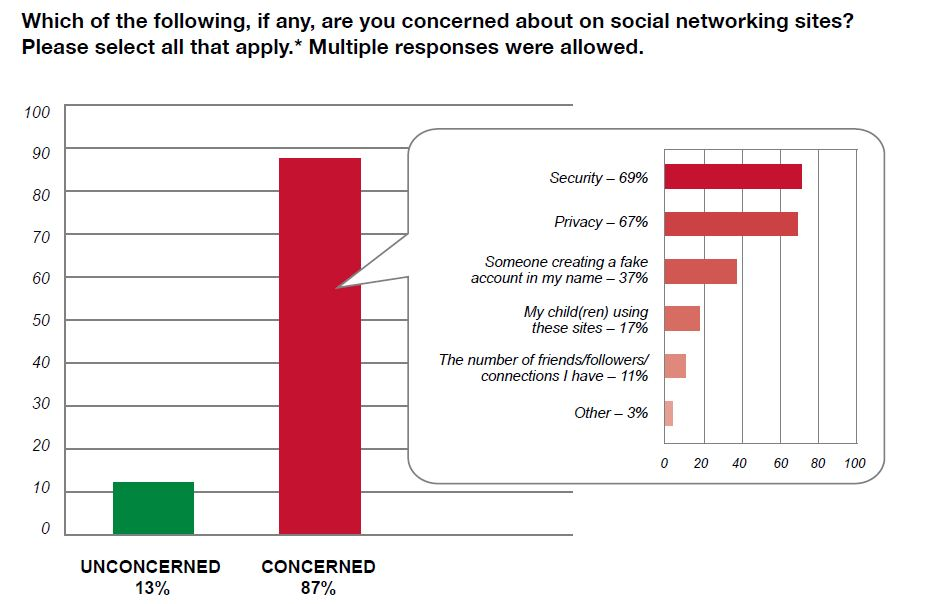 Which of the following, if any, are you concerned about on social networking sites?
Please select all that apply.* Multiple responses were allowed.
100
90
80
70
60
50
40
30
20
10
0
UNCONCERNED
13%
CONCERNED
87%
Security – 69%
Privacy – 67%
Someone creating a fake
account in my name – 37%
My child(ren) using
these sites – 17%
The number of friends/followers/
connections I have – 11%
Other – 3%
0 20 40 60 80 100